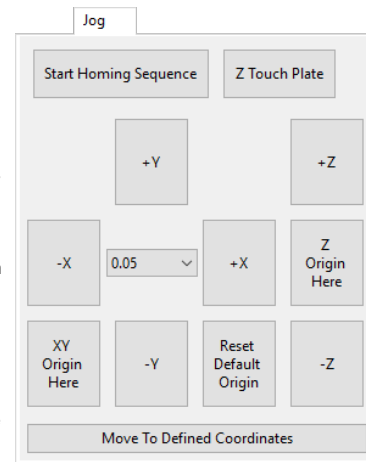 Jog
Start Homing Sequence
Z Touch Plate
+Y
+Z
-X
0.05
+X
Z
Origin
Here
XY
Origin
Here
-Y
Reset
Default
Origin
-Z
Move To Defined Coordinates